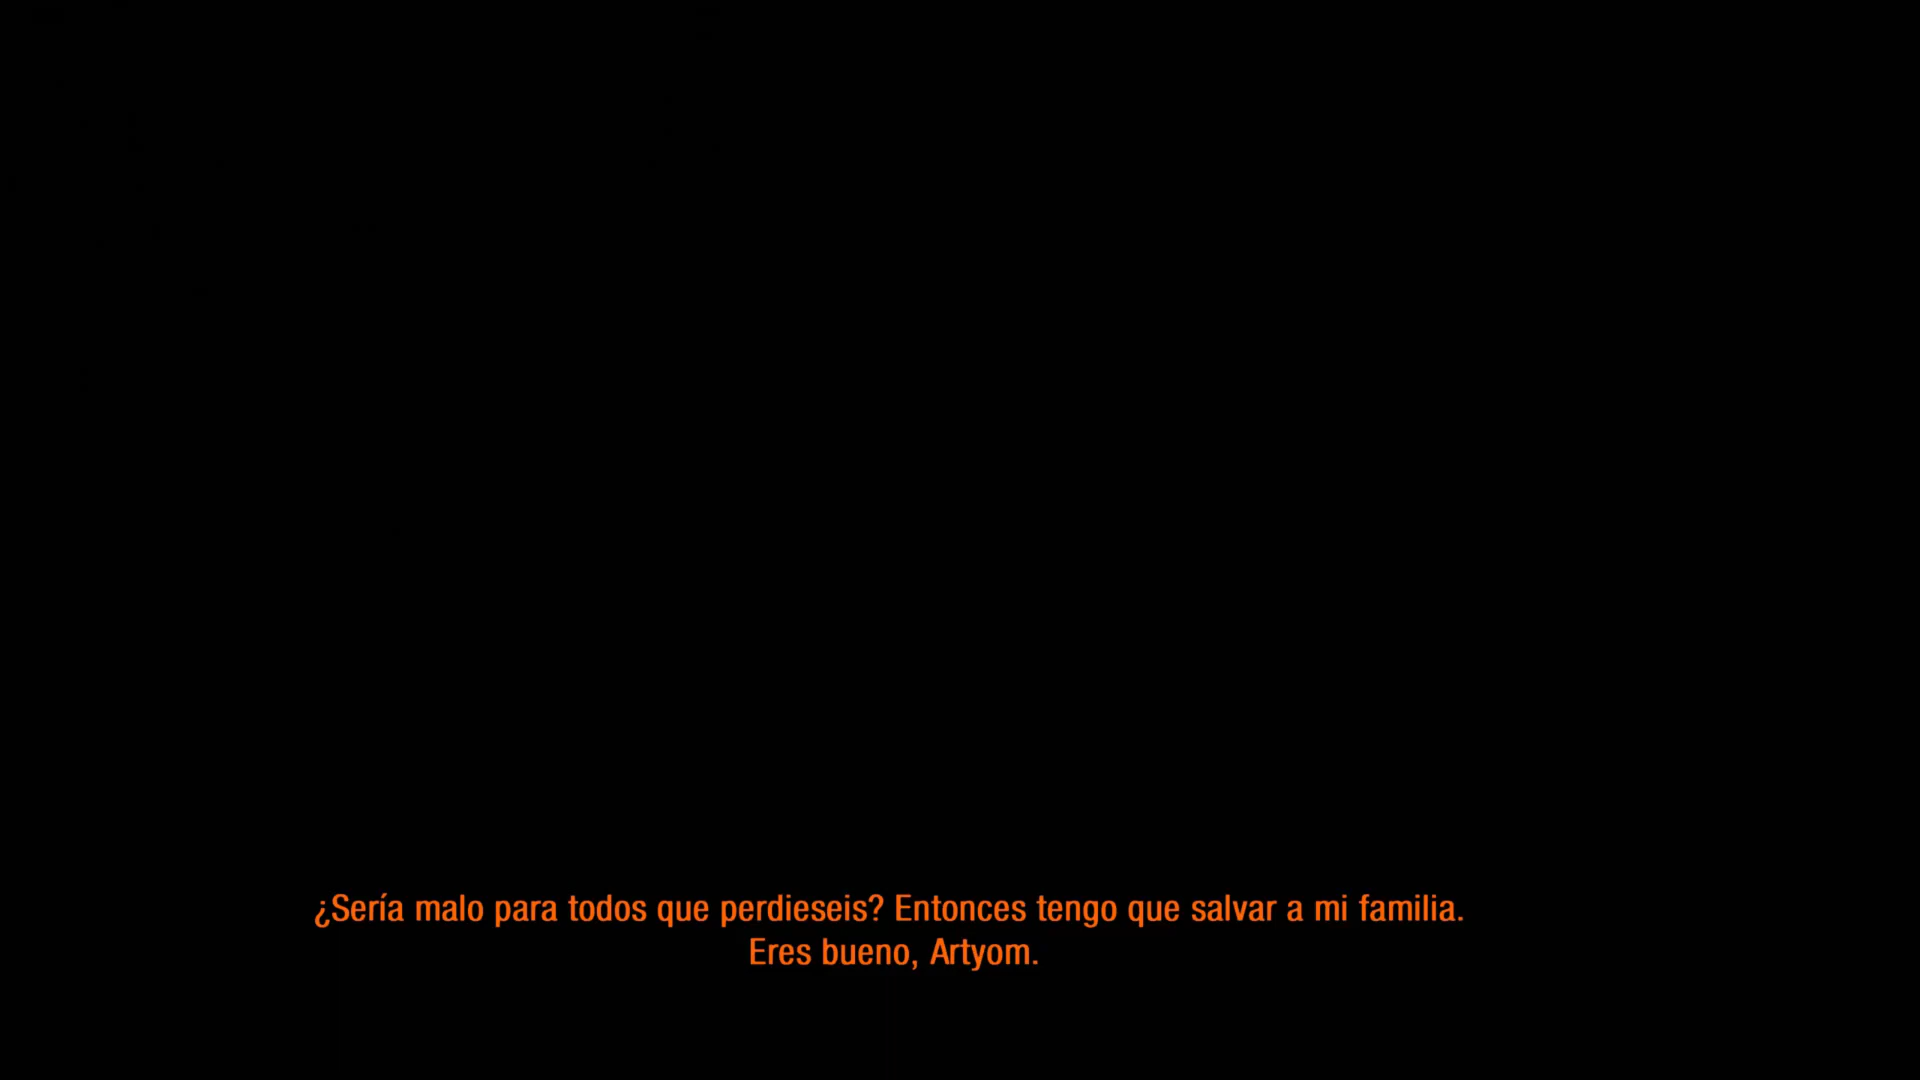 ¿Sería malo para todos que perdieseis? Entonces tengo que salvar a mi familia.
Eres bueno, Artyom.